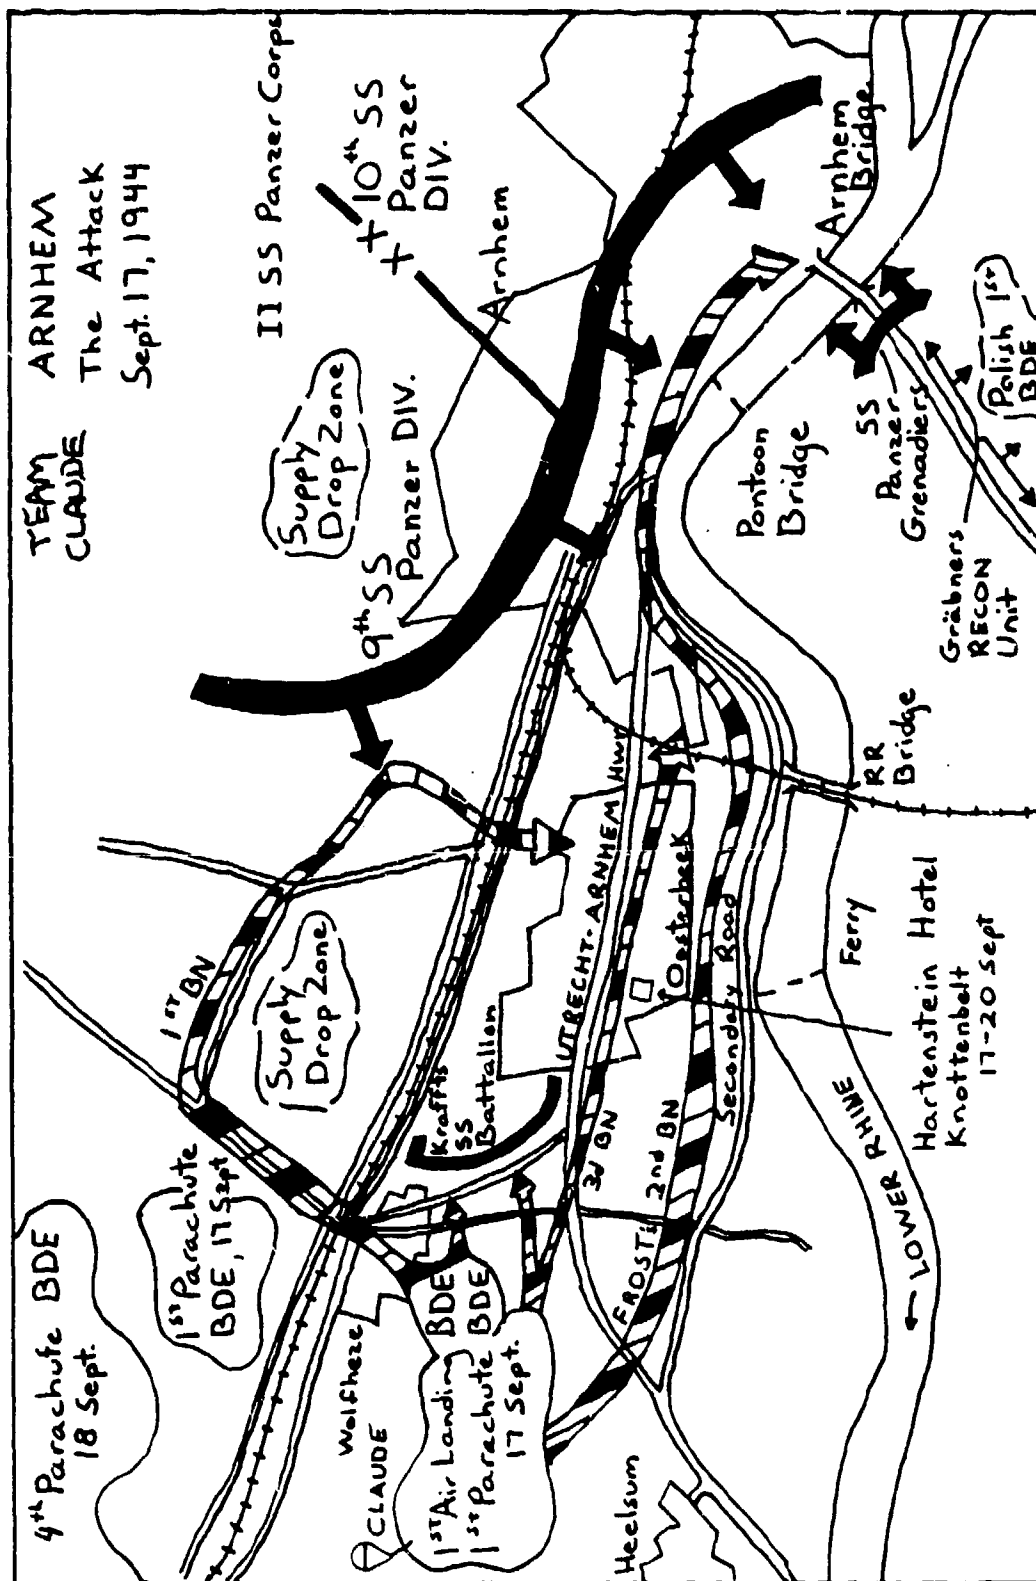 TEAM CLAUDE
ARNHEM
The Attack
Sept. 17, 1944
4th Parachute BDE
18 Sept.
1ST Parachute
BDE, 17 Sept
1ST BN
Supply
Drop Zone
Supply
Drop Zone
II SS Panzer Corps
10th SS
Panzer
DIV.
9th SS
Panzer DIV.
Arnhem
Wolfheze
CLAUDE
1ST Air Landing BDE
1ST Parachute BDE
17 Sept.
Kraffts
SS
Battallon
UTRECHT-ARNHEM HWY
3d BN
FROSTS 2nd BN
Oesterbeek
Secondary Road
Heelsum
← LOWER RHINE
Ferry
Hartenstein Hotel
Knottenbelt
17-20 Sept
RR
Bridge
Pontoon
Bridge
Arnhem
Bridge
SS
Panzer
Grenadiers
Gräbners
RECON
Unit
Polish 1st
BDE